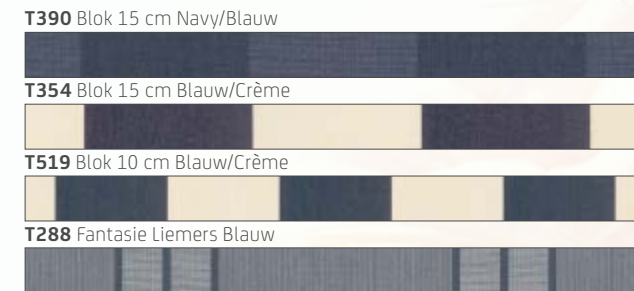 T390 Blok 15 cm Navy/Blauw
T354 Blok 15 cm Blauw/Crème
T519 Blok 10 cm Blauw/Crème
T288 Fantasie Liemers Blauw